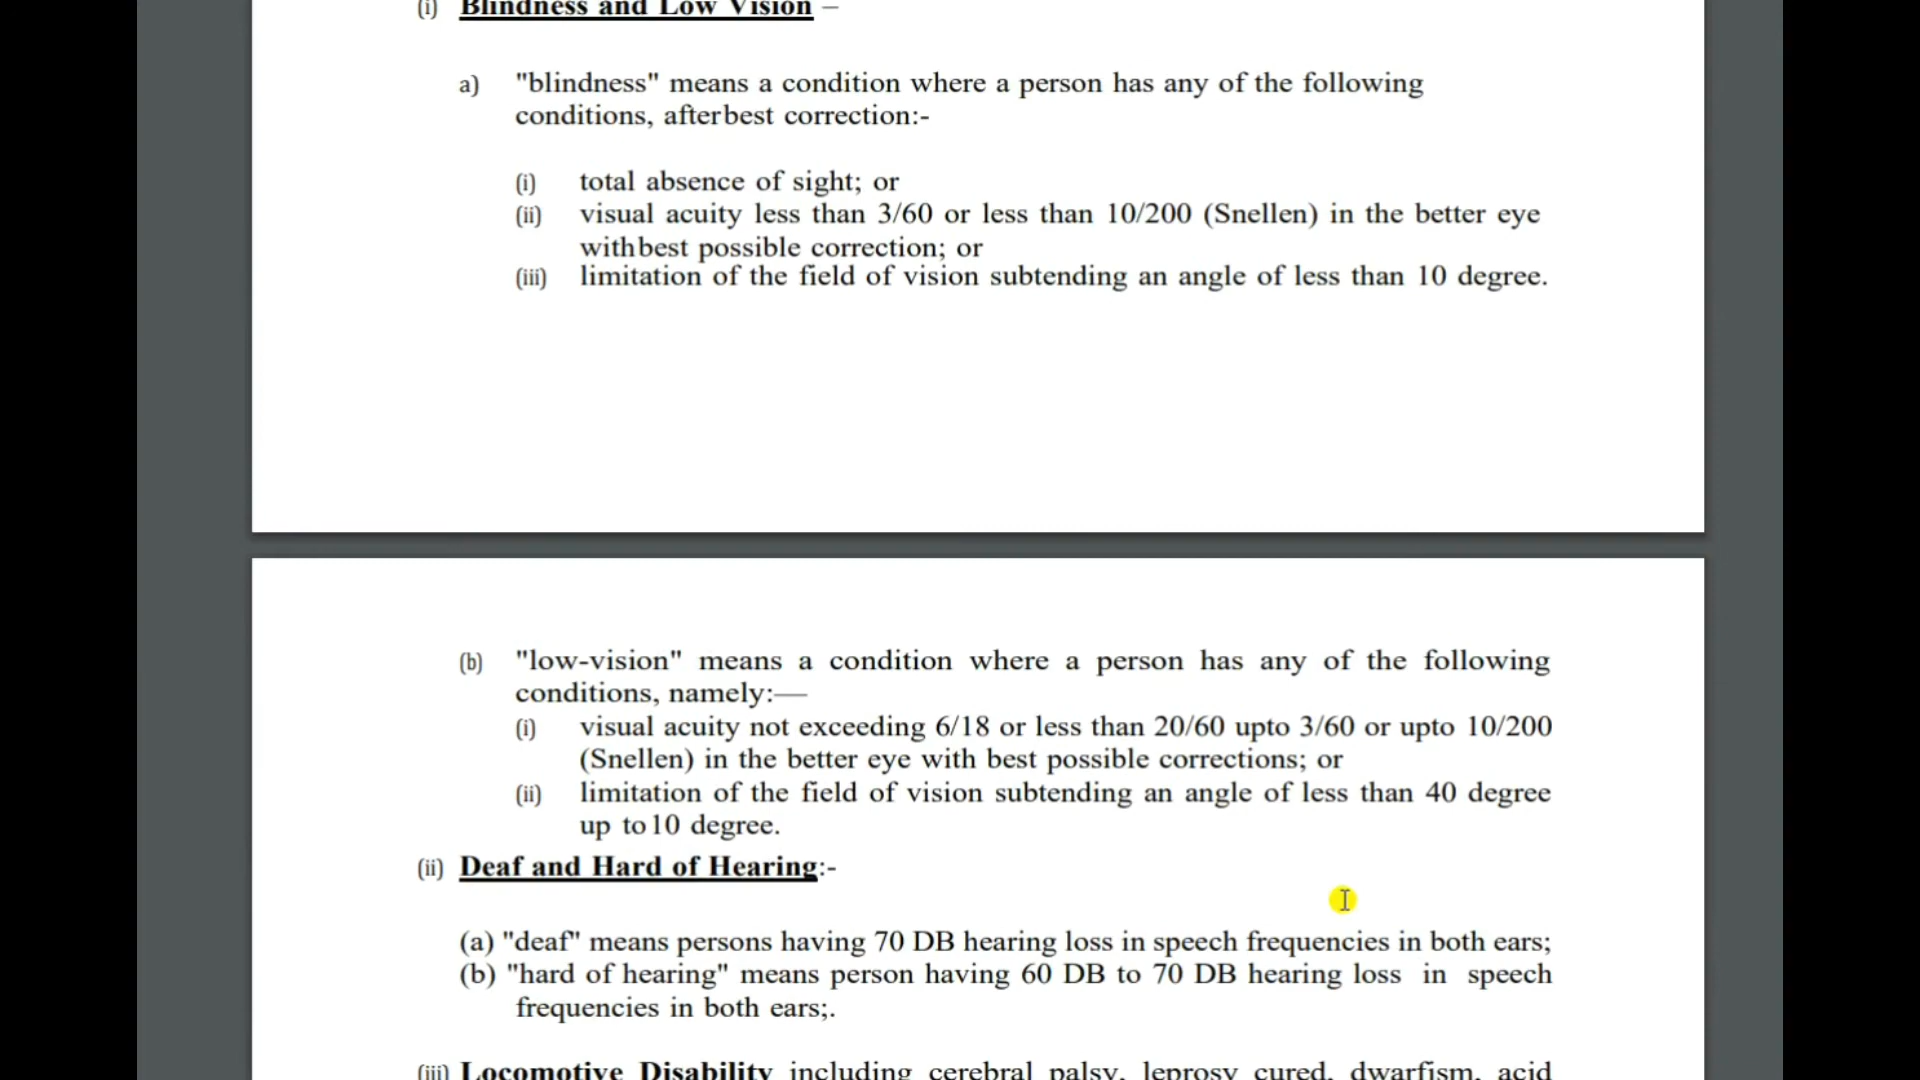 (i) Blindness and Low Vision –
a) "blindness" means a condition where a person has any of the following
conditions, afterbest correction:-
(i) total absence of sight; or
(ii) visual acuity less than 3/60 or less than 10/200 (Snellen) in the better eye
withbest possible correction; or
(iii) limitation of the field of vision subtending an angle of less than 10 degree.
(b) "low-vision" means a condition where a person has any of the following
conditions, namely:—
(i) visual acuity not exceeding 6/18 or less than 20/60 upto 3/60 or upto 10/200
(Snellen) in the better eye with best possible corrections; or
(ii) limitation of the field of vision subtending an angle of less than 40 degree
up to10 degree.
(ii) Deaf and Hard of Hearing:-
(a) "deaf" means persons having 70 DB hearing loss in speech frequencies in both ears;
(b) "hard of hearing" means person having 60 DB to 70 DB hearing loss in speech
frequencies in both ears;.
(iii) Locomotive Disability including cerebral palsy, leprosy cured, dwarfism, acid